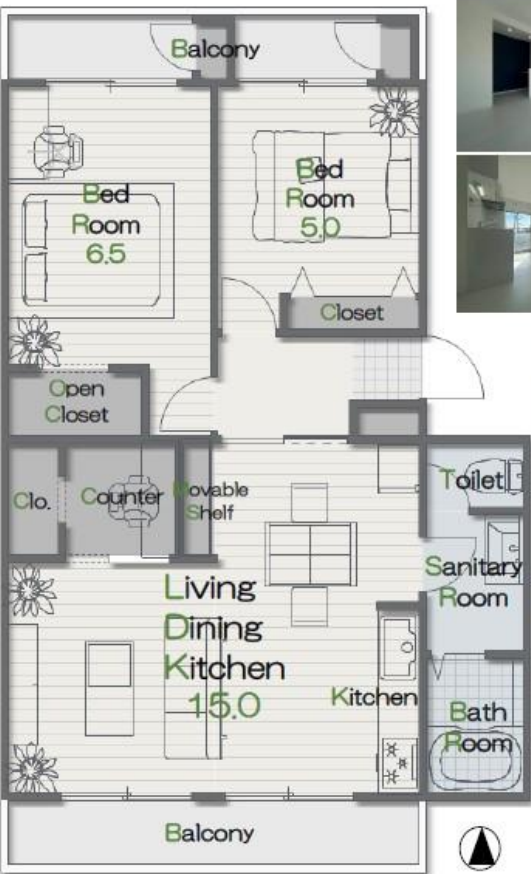 Balcony
Bed
Room
6.5
Bed
Room
5.0
Closet
Open
Closet
Clo.
Counter
Movable
Shelf
Toilet
Sanitary
Room
Living
Dining
Kitchen
15.0
Kitchen
Bath
Room
Balcony